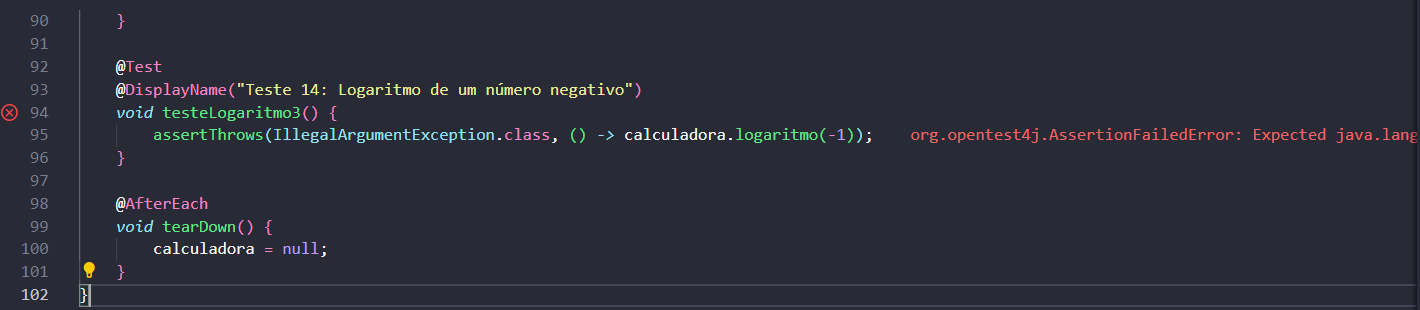 90 }
91
92 @Test
93 @DisplayName("Teste 14: Logaritmo de um número negativo")
94 void testeLogaritmo3() {
95 assertThrows(IllegalArgumentException.class, () -> calculadora.logaritmo(-1)); org.opentest4j.AssertionFailedError: Expected java.lang
96 }
97
98 @AfterEach
99 void tearDown() {
100 calculadora = null;
101 }
102 }